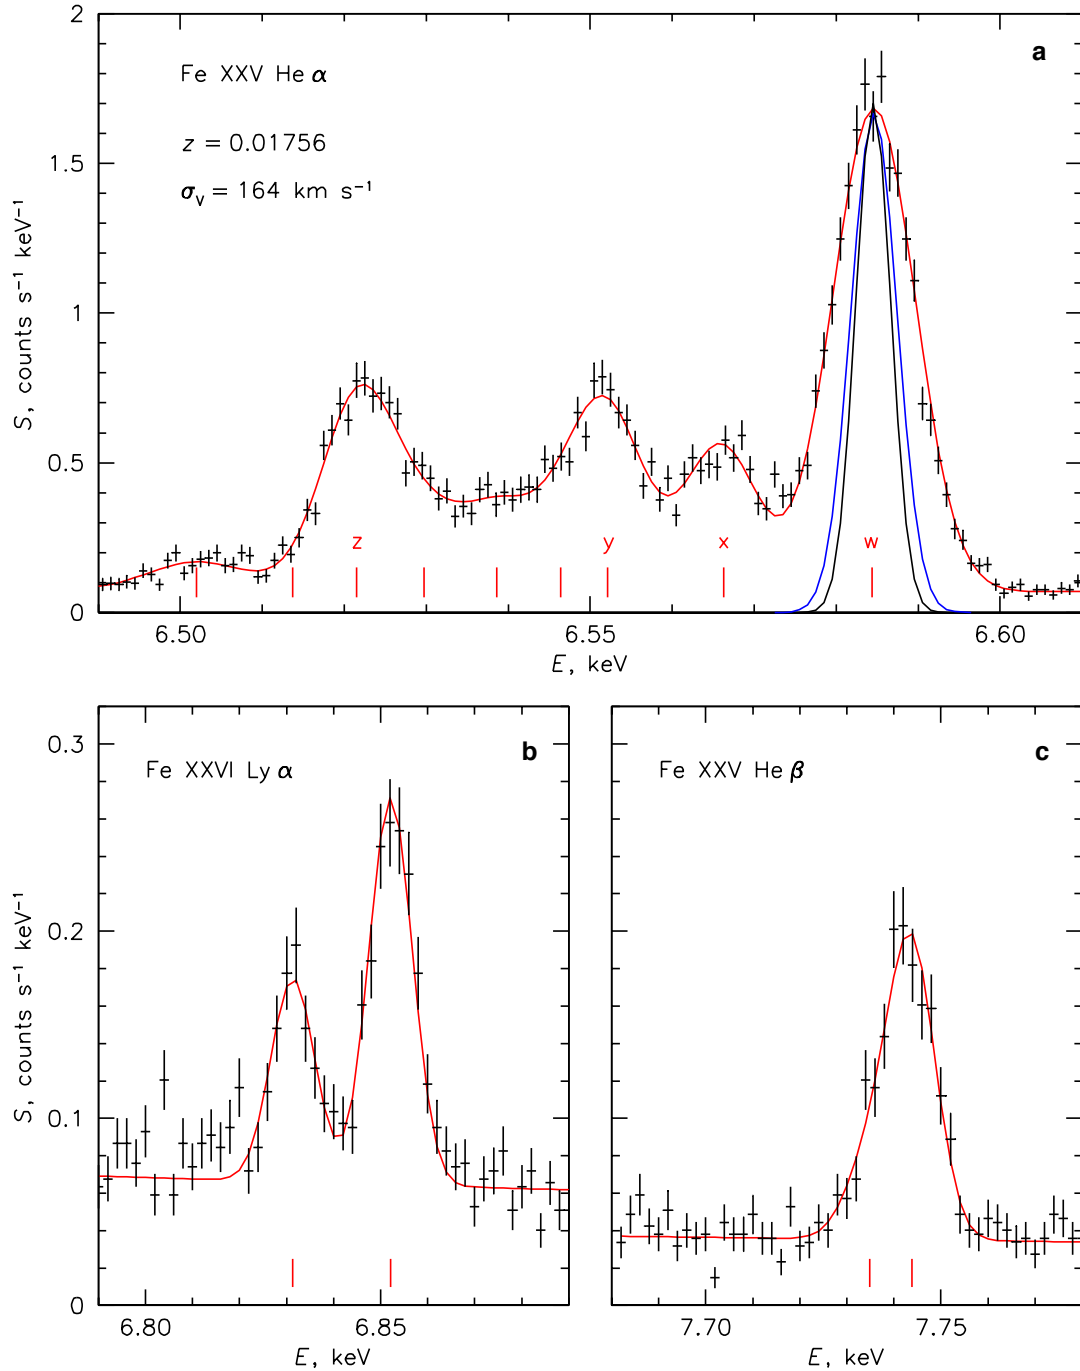 a
Fe XXV He α
z = 0.01756
σv = 164 km s⁻¹
2
1.5
1
0.5
0
S, counts s⁻¹ keV⁻¹
z
y
x
w
6.50
6.55
6.60
E, keV
b
Fe XXVI Ly α
0.3
0.2
0.1
0
S, counts s⁻¹ keV⁻¹
6.80
6.85
E, keV
c
Fe XXV He β
7.70
7.75
E, keV